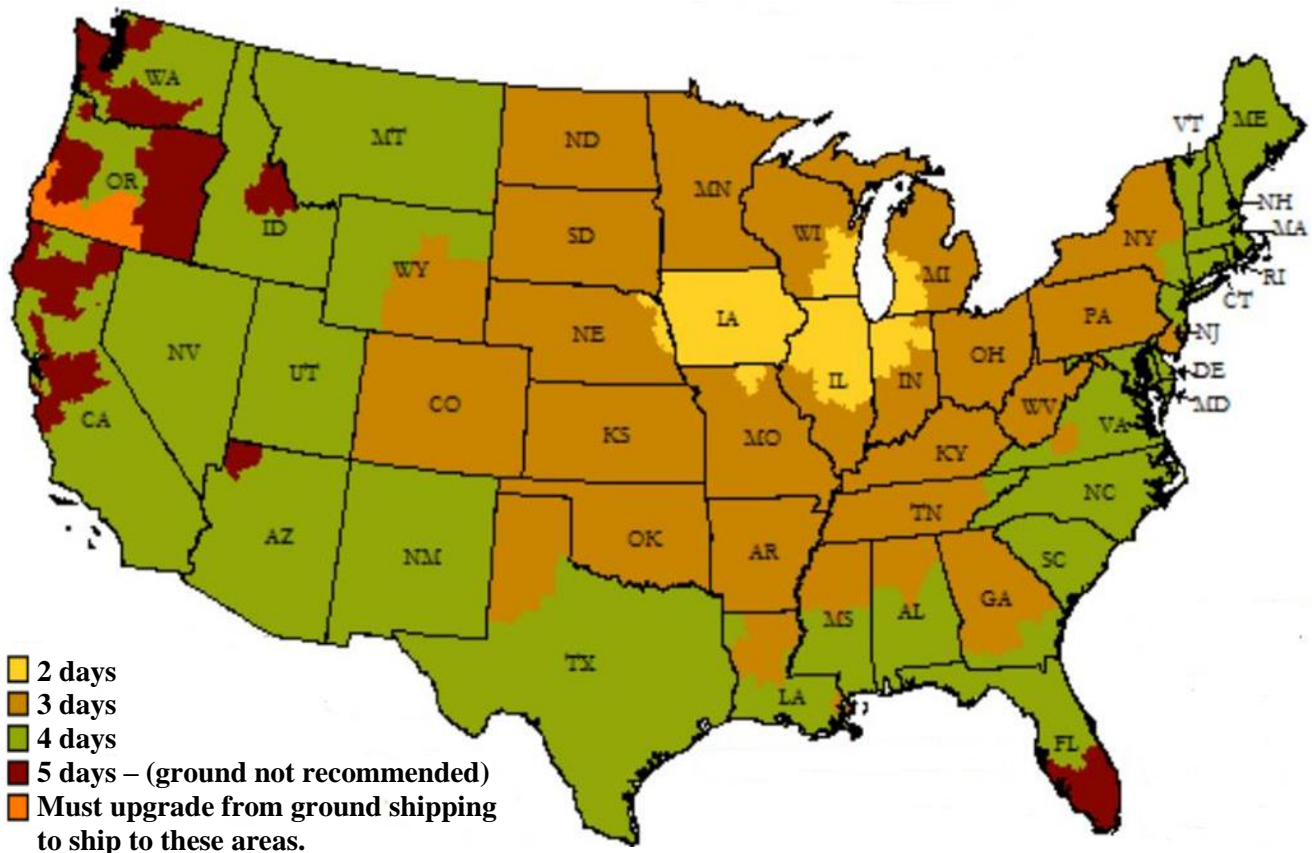 WA
MT
ND
MN
VT
ME
OR
ID
SD
WI
MI
NY
NH
MA
WY
RI
CT
IA
PA
NE
NJ
NV
UT
OH
IL
IN
DE
MD
CO
WV
CA
KS
MO
VA
KY
NC
AZ
NM
OK
AR
TN
SC
MS
AL
GA
TX
LA
FL
2 days
3 days
4 days
5 days – (ground not recommended)
Must upgrade from ground shipping
to ship to these areas.